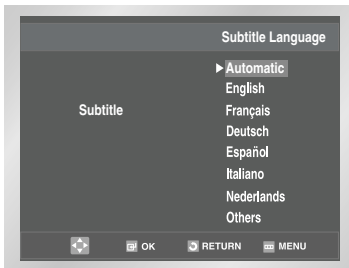 Subtitle Language
Subtitle
Automatic
English
Français
Deutsch
Español
Italiano
Nederlands
Others
OK RETURN MENU